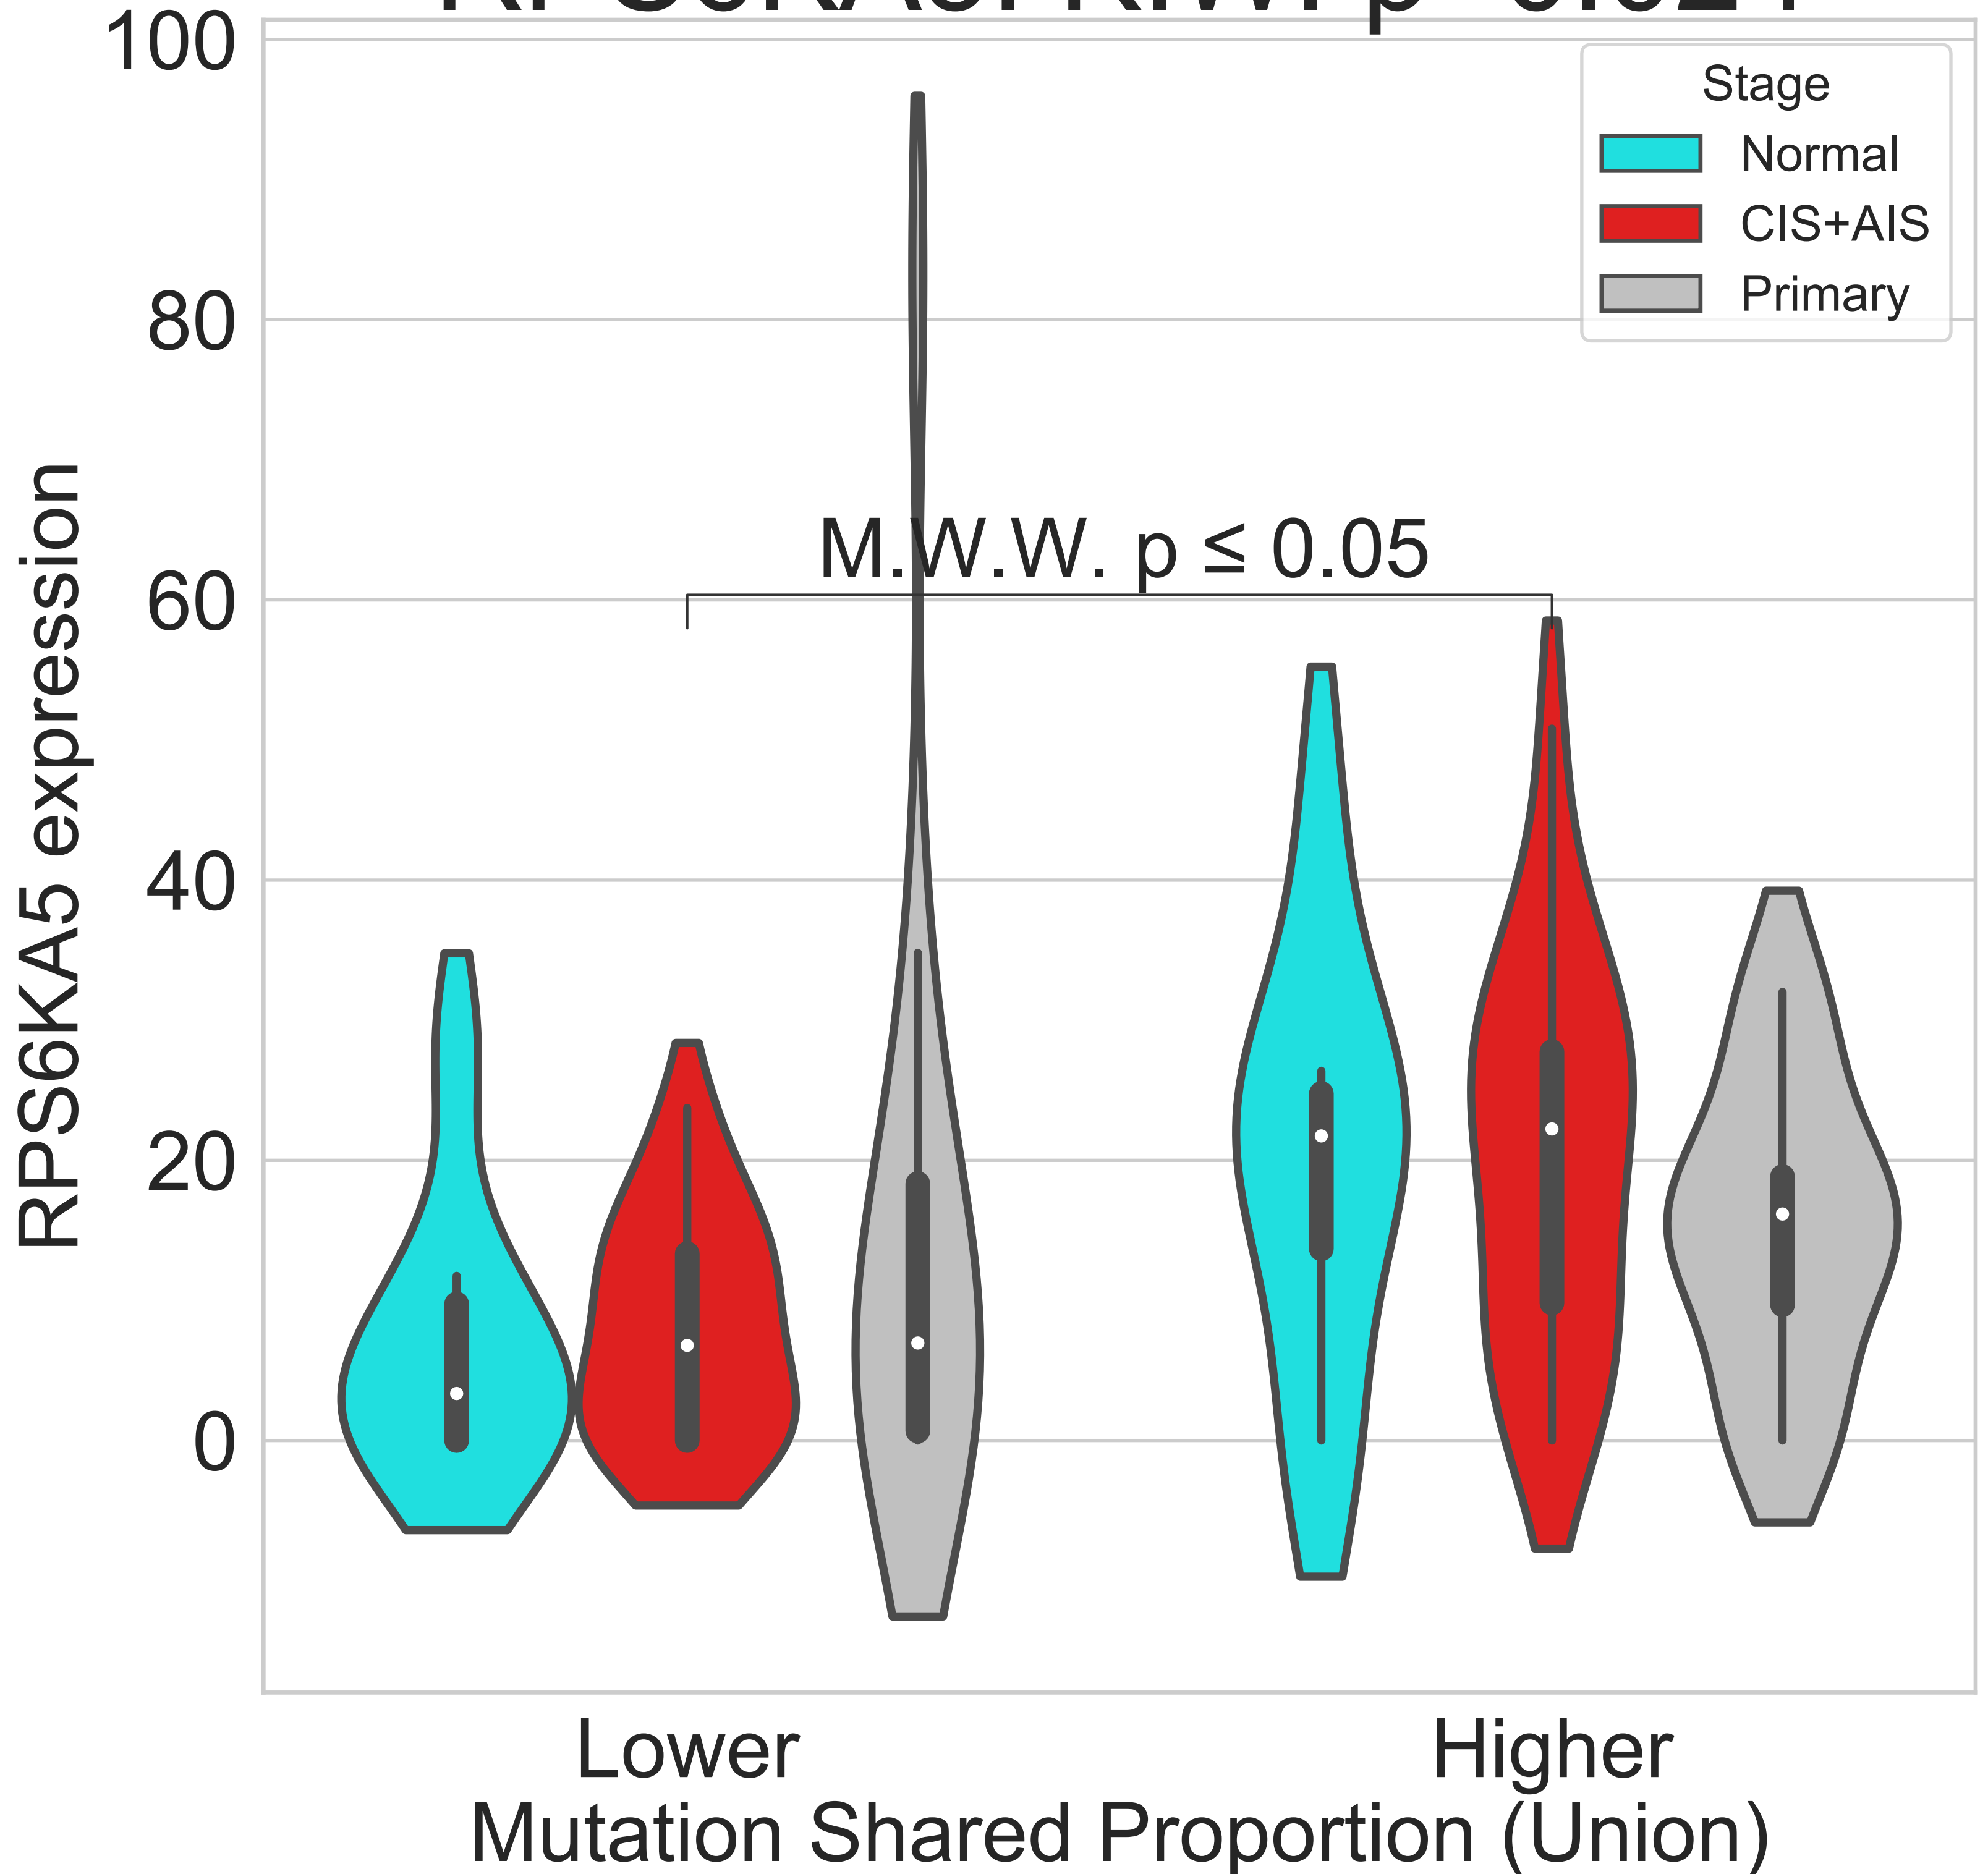 100
80
60
40
20
0
RPS6KA5 expression
M.W.W. p ≤ 0.05
Stage
Normal
CIS+AIS
Primary
Lower
Higher
Mutation Shared Proportion (Union)